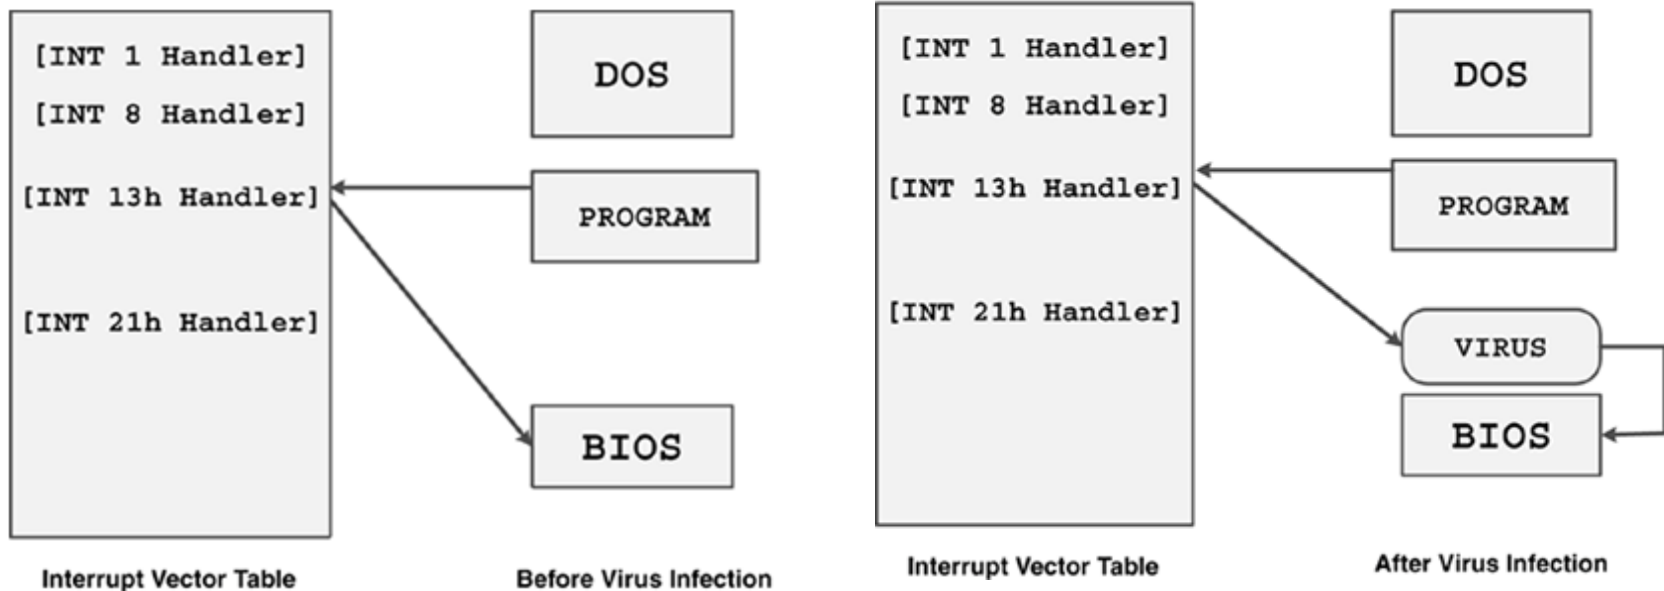 [INT 1 Handler]
[INT 8 Handler]
[INT 13h Handler]
[INT 21h Handler]
DOS
PROGRAM
BIOS
Interrupt Vector Table
Before Virus Infection
[INT 1 Handler]
[INT 8 Handler]
[INT 13h Handler]
[INT 21h Handler]
DOS
PROGRAM
VIRUS
BIOS
Interrupt Vector Table
After Virus Infection